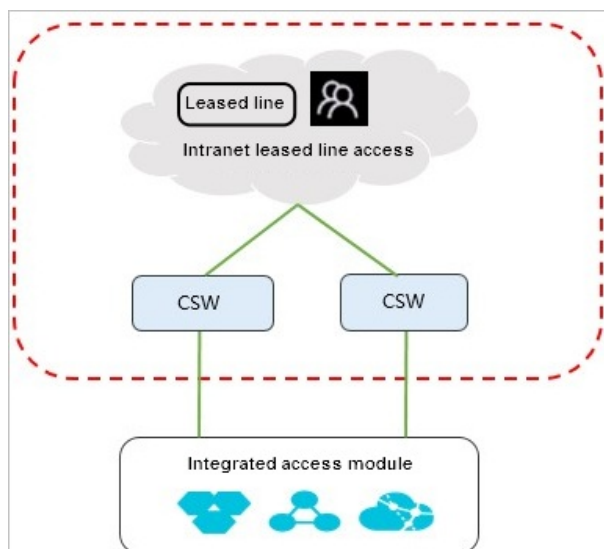 Leased line
Intranet leased line access
CSW
CSW
Integrated access module